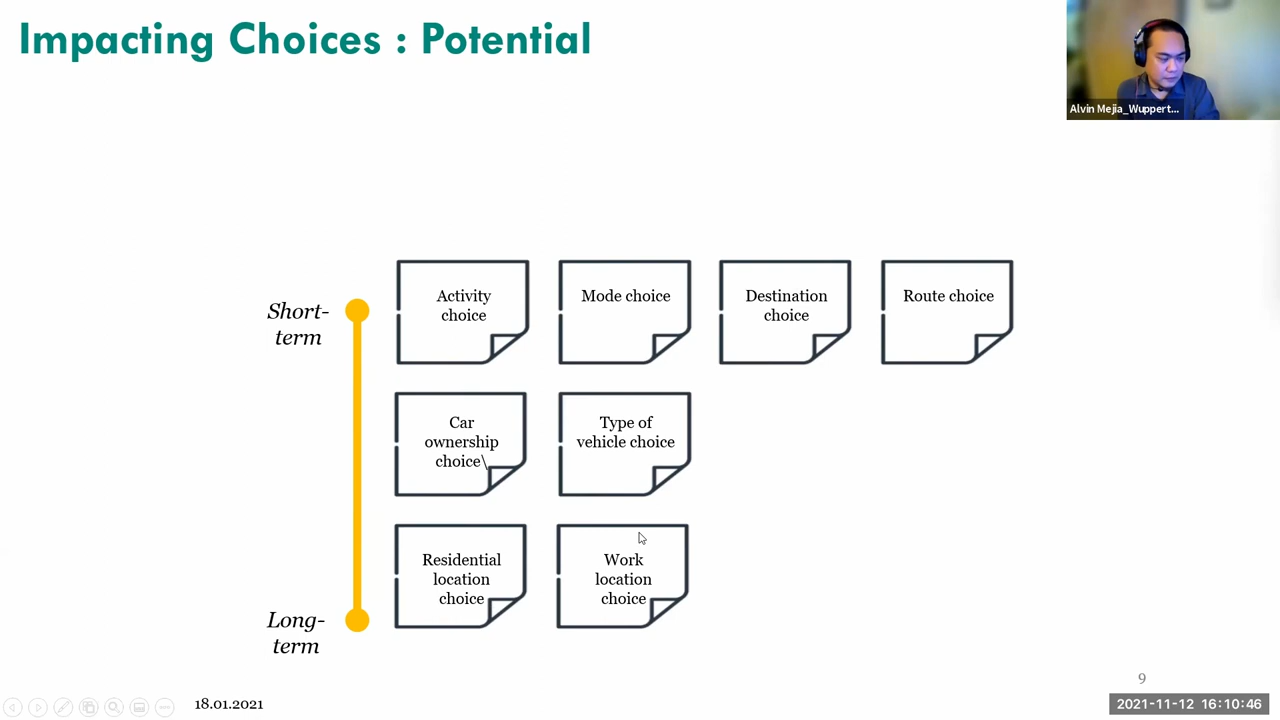 Impacting Choices : Potential
Alvin Mejia_Wuppert...
Short-
term
Activity
choice
Mode choice
Destination
choice
Route choice
Car
ownership
choice\
Type of
vehicle choice
Residential
location
choice
Work
location
choice
Long-
term
9
18.01.2021
2021-11-12 16:10:46